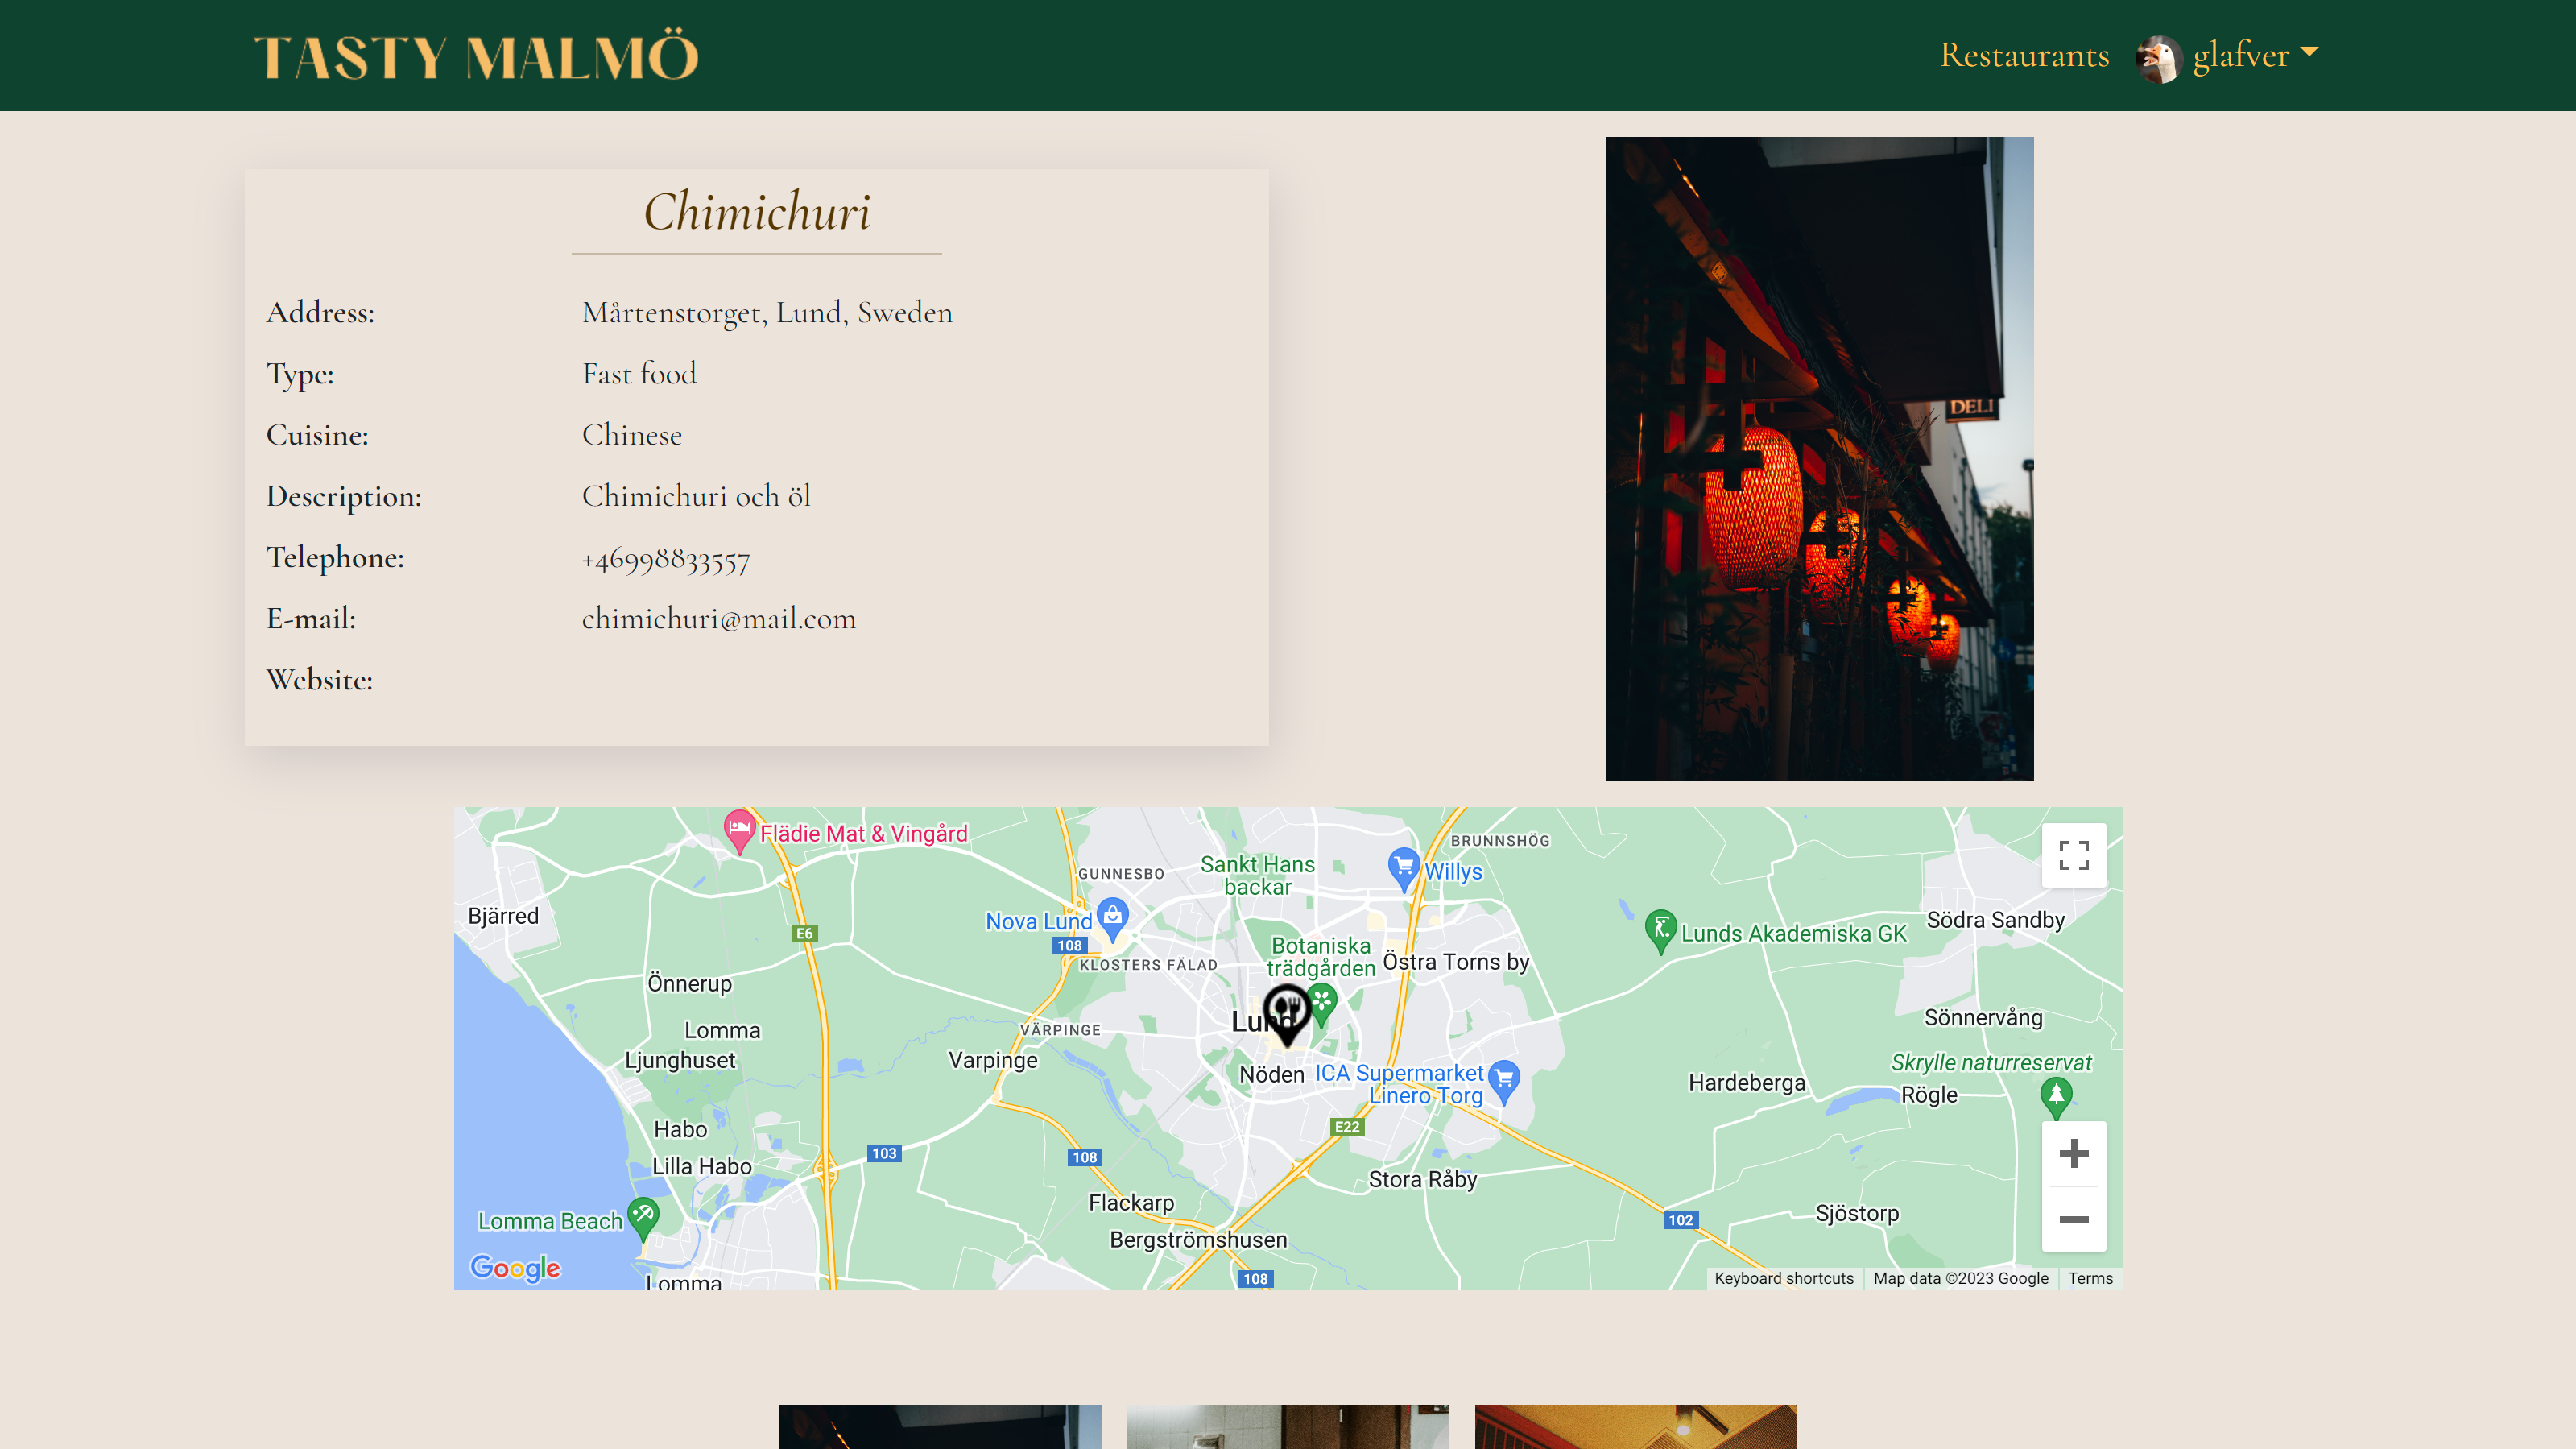 TASTY MALMÖ
Restaurants
glafver
Chimichuri
Address: Mårtenstorget, Lund, Sweden
Type: Fast food
Cuisine: Chinese
Description: Chimichuri och öl
Telephone: +46998833557
E-mail: chimichuri@mail.com
Website:
DELI
Flädie Mat & Vingård
BRUNNSHÖG
Sankt Hans
backar
Willys
GUNNESBO
Bjärred
Nova Lund
Södra Sandby
E6
108
Lunds Akademiska GK
Botaniska
trädgården
Östra Torns by
KLOSTERS FÄLAD
Önnerup
Lund
Sönnervång
Lomma
Ljunghuset
VÄRPINGE
Varpinge
Skrylle naturreservat
Nöden
ICA Supermarket
Linero Torg
Hardeberga
Rögle
Habo
E22
103
108
Lilla Habo
Stora Råby
Flackarp
Lomma Beach
102
Sjöstorp
Bergströmshusen
Google
108
Lomma
Keyboard shortcuts
Map data ©2023 Google
Terms